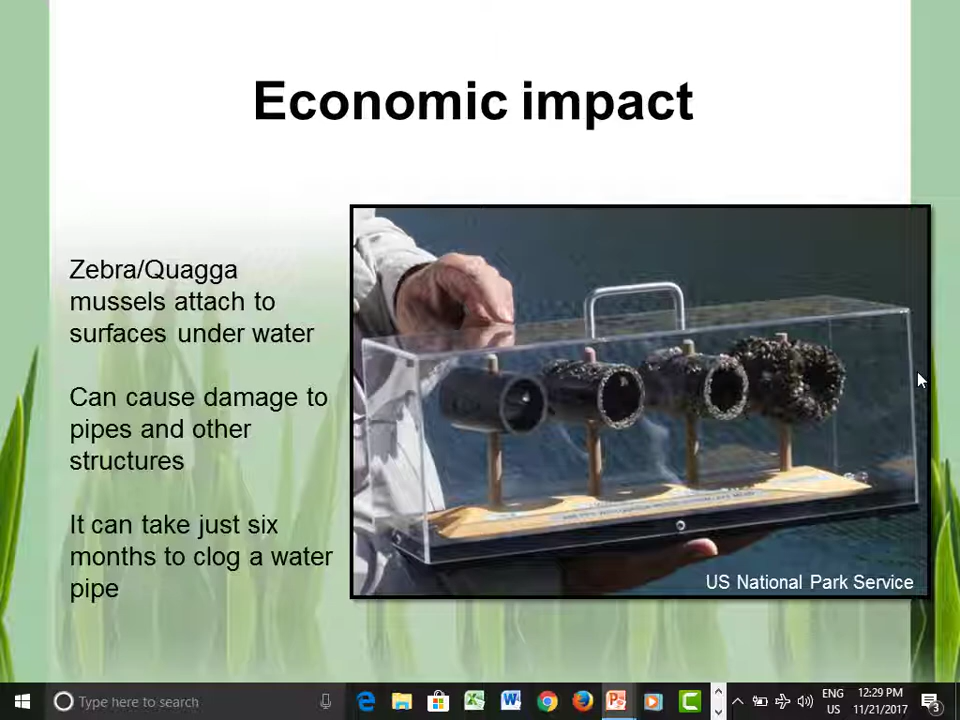 Economic impact
Zebra/Quagga
mussels attach to
surfaces under water
Can cause damage to
pipes and other
structures
It can take just six
months to clog a water
pipe
US National Park Service
Type here to search
ENG
US
12:29 PM
11/21/2017
3